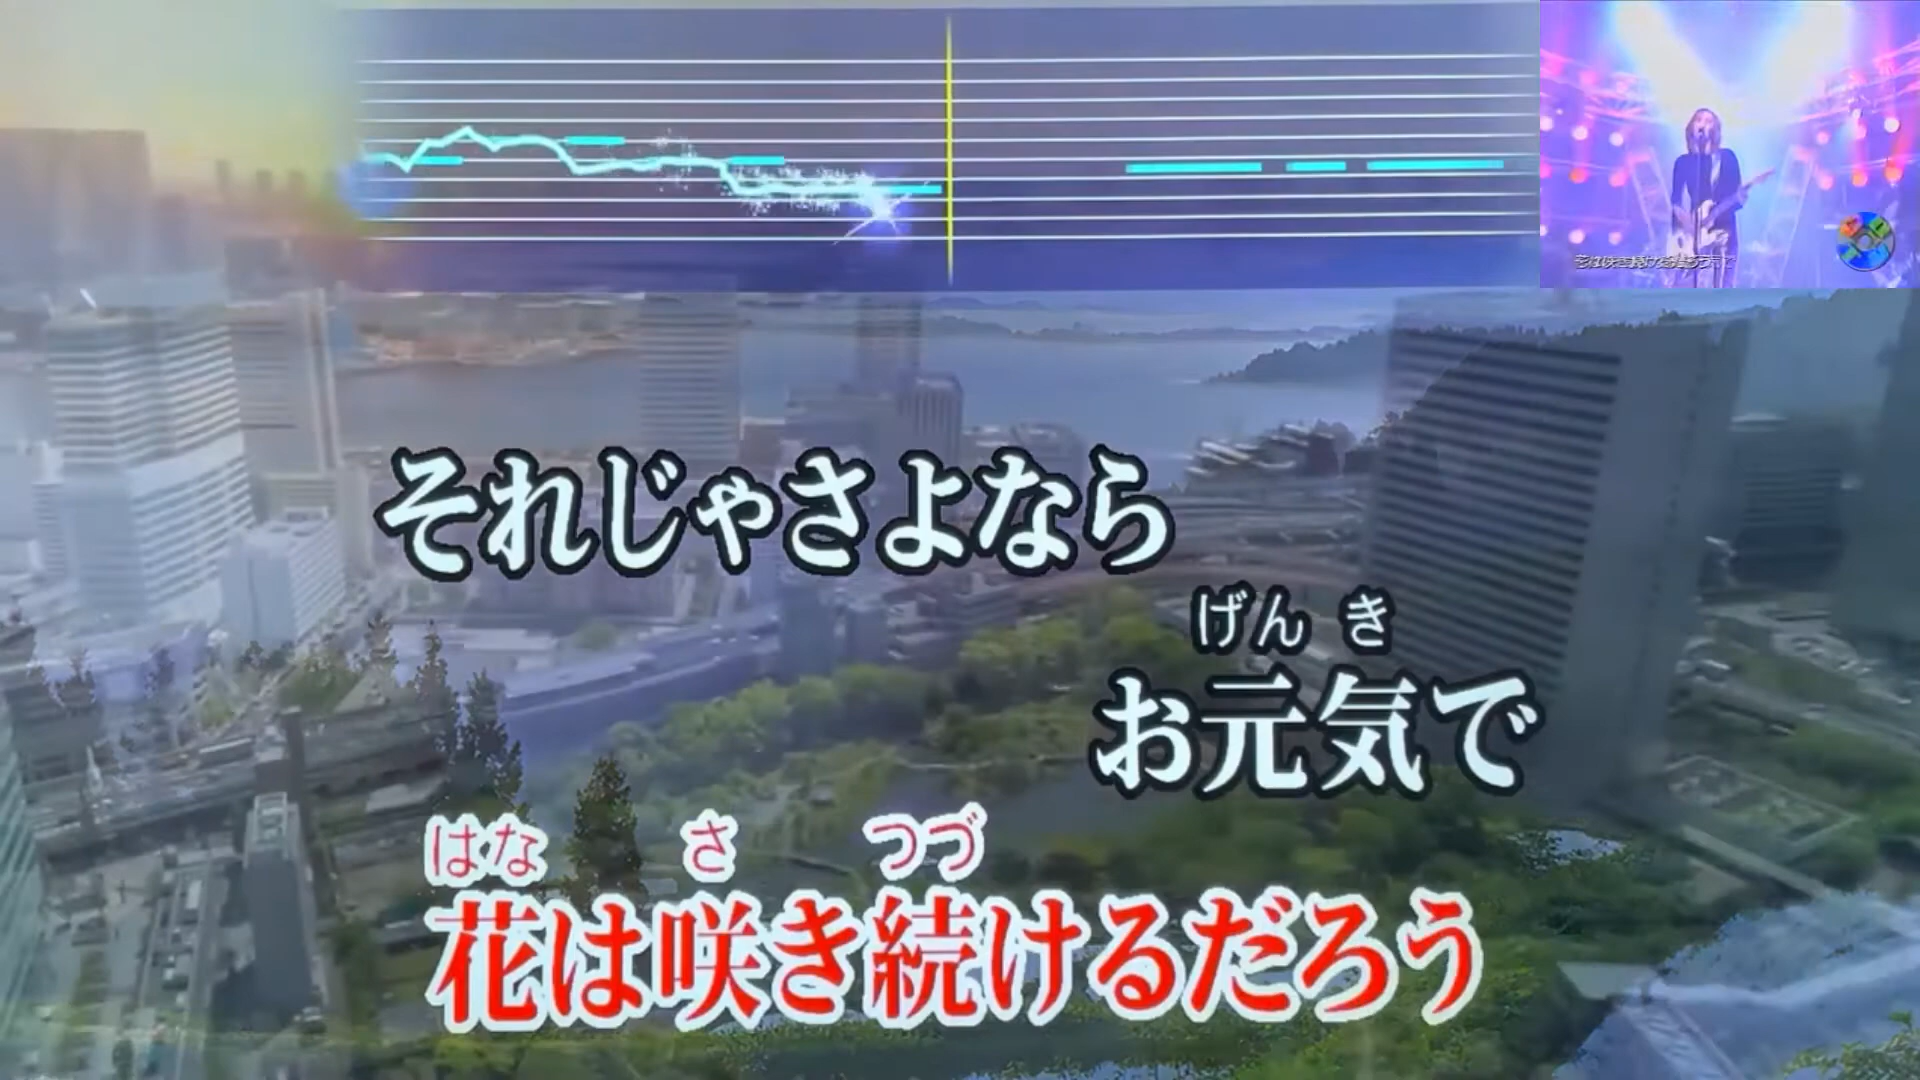 それじゃさよなら
げんき
お元気で
はな さ つづ
花は咲き続けるだろう